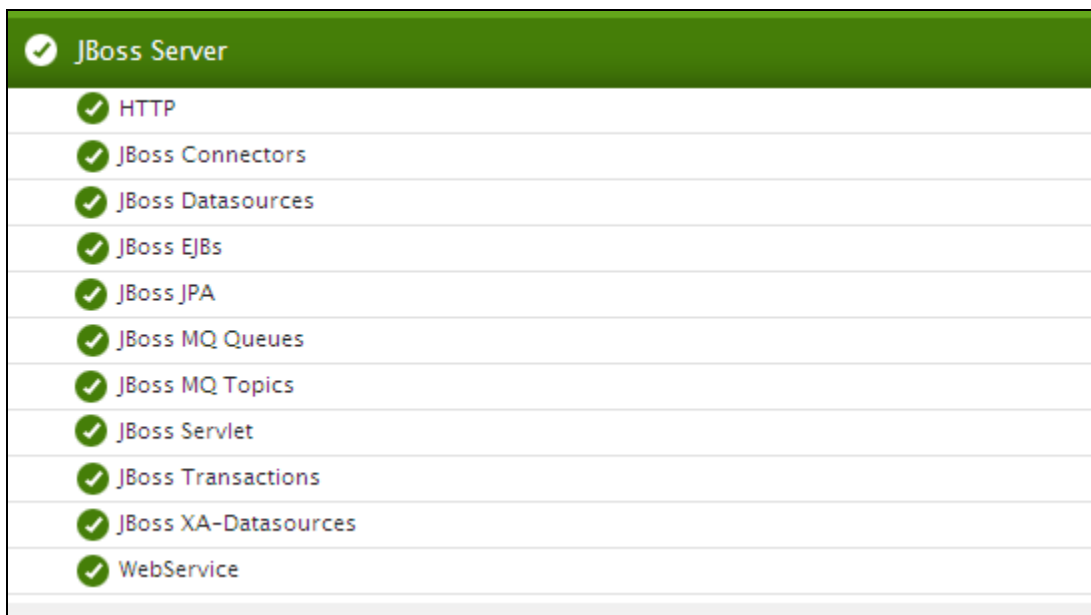 JBoss Server
HTTP
JBoss Connectors
JBoss Datasources
JBoss EJBs
JBoss JPA
JBoss MQ Queues
JBoss MQ Topics
JBoss Servlet
JBoss Transactions
JBoss XA-Datasources
WebService